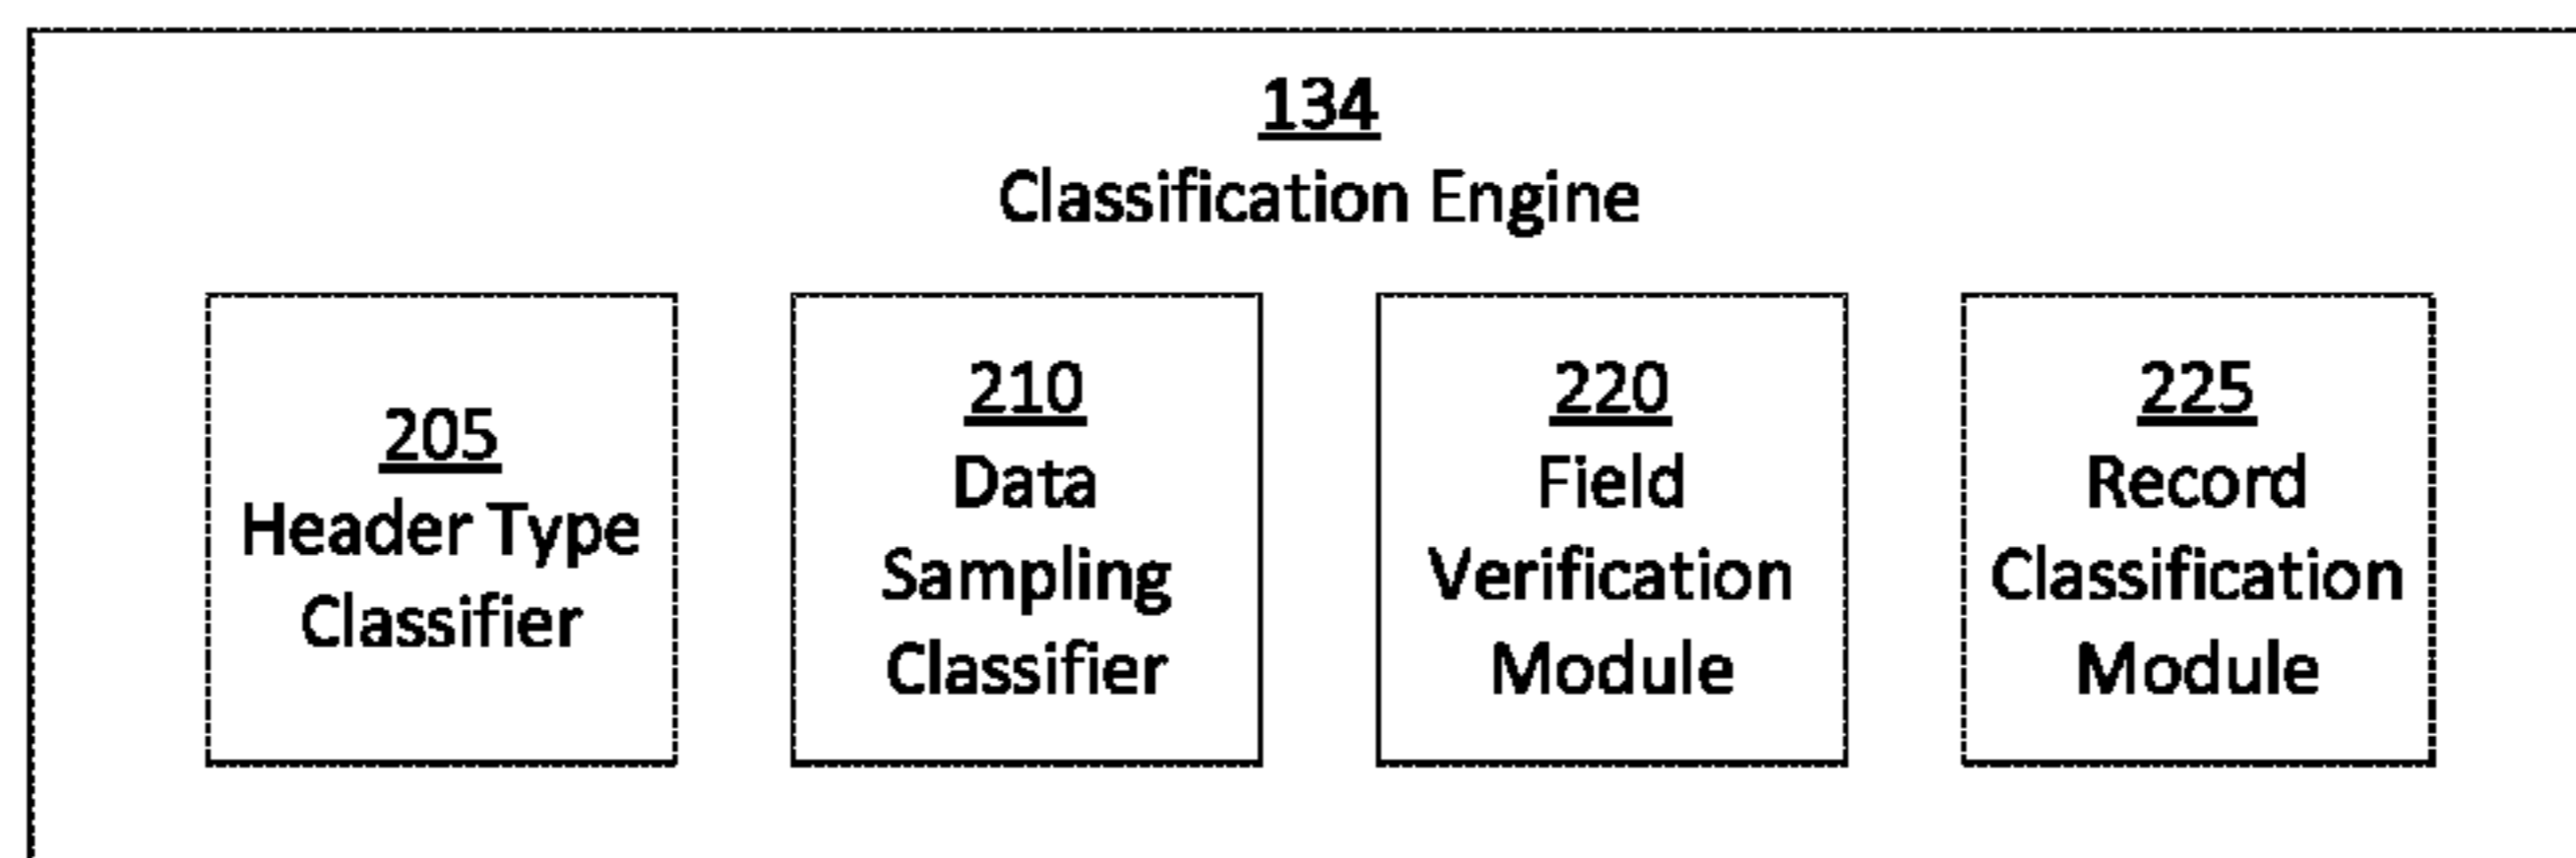 134
Classification Engine
205
Header Type
Classifier
210
Data
Sampling
Classifier
220
Field
Verification
Module
225
Record
Classification
Module